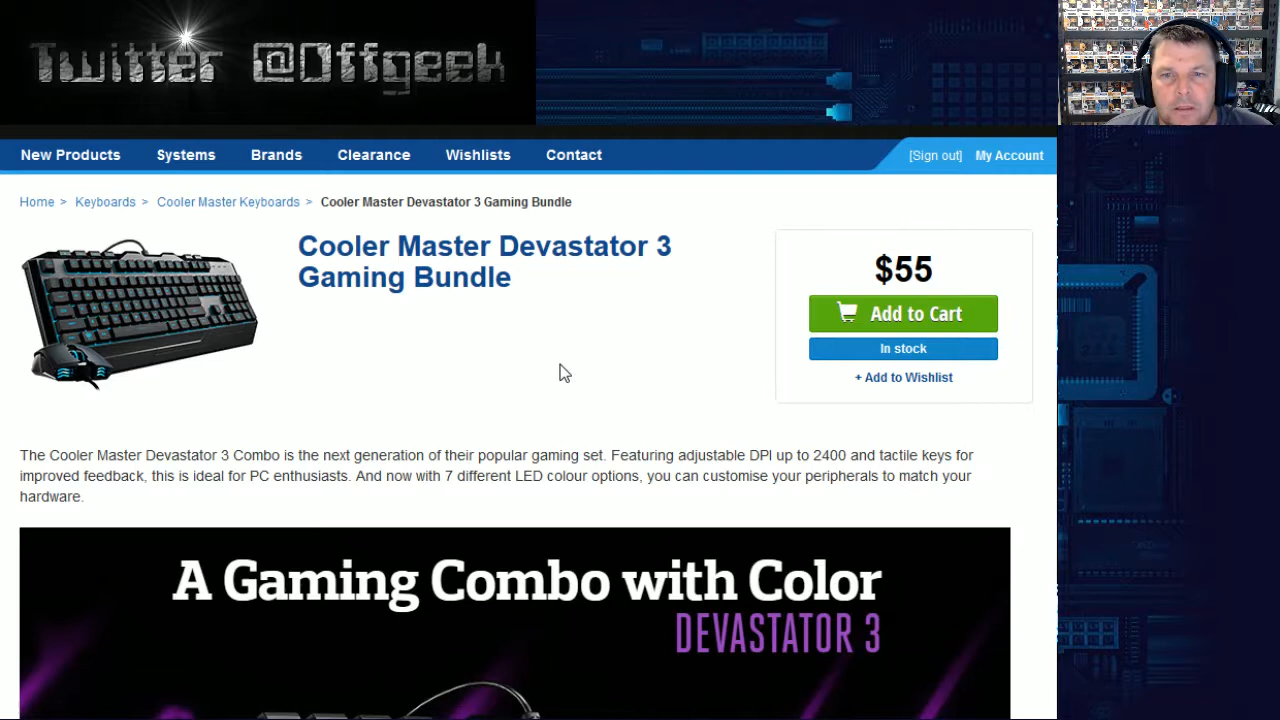 Twitter @Offgeek
New Products Systems Brands Clearance Wishlists Contact [Sign out] My Account
Home > Keyboards > Cooler Master Keyboards > Cooler Master Devastator 3 Gaming Bundle
Cooler Master Devastator 3
Gaming Bundle
$55
Add to Cart
In stock
+ Add to Wishlist
The Cooler Master Devastator 3 Combo is the next generation of their popular gaming set. Featuring adjustable DPI up to 2400 and tactile keys for
improved feedback, this is ideal for PC enthusiasts. And now with 7 different LED colour options, you can customise your peripherals to match your
hardware.
A Gaming Combo with Color
DEVASTATOR 3